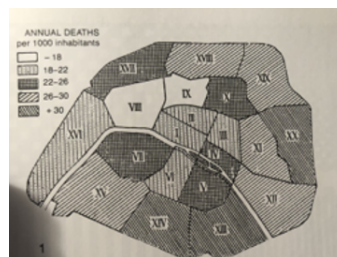 ANNUAL DEATHS
per 1000 inhabitants
– 18
18–22
22–26
26–30
+ 30
XVII
XVIII
XIX
VIII
IX
X
II
XVI
I
III
XI
XX
VII
IV
VI
V
XV
XII
XIV
XIII
1